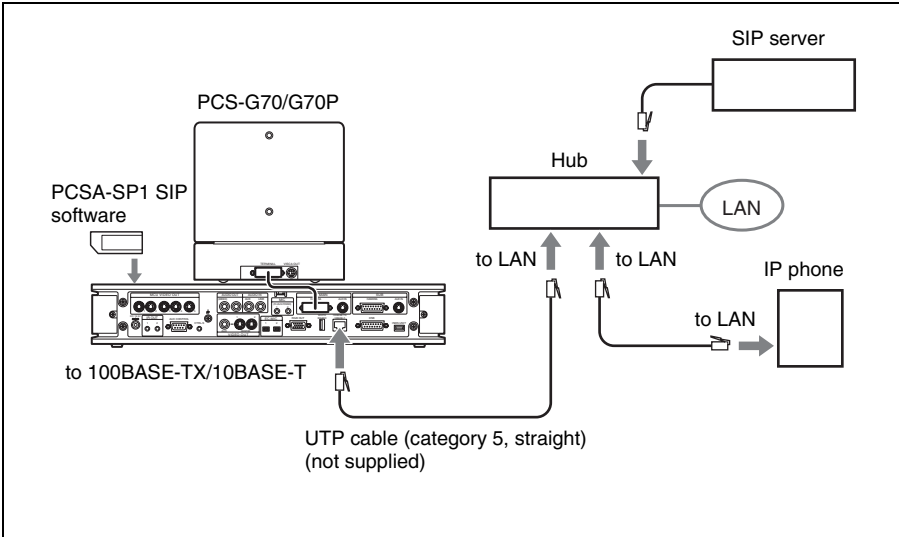 SIP server
PCS-G70/G70P
Hub
PCSA-SP1 SIP
software
LAN
to LAN
to LAN
IP phone
to LAN
to 100BASE-TX/10BASE-T
UTP cable (category 5, straight)
(not supplied)